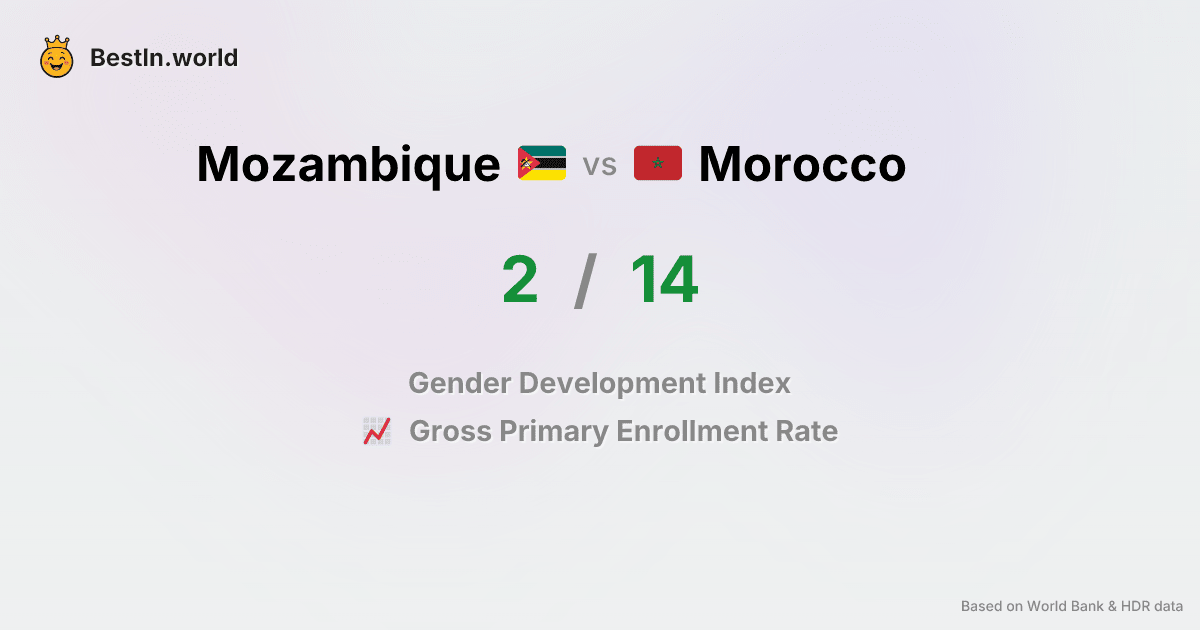 BestIn.world
Mozambique vs Morocco
2 / 14
Gender Development Index
Gross Primary Enrollment Rate
Based on World Bank & HDR data